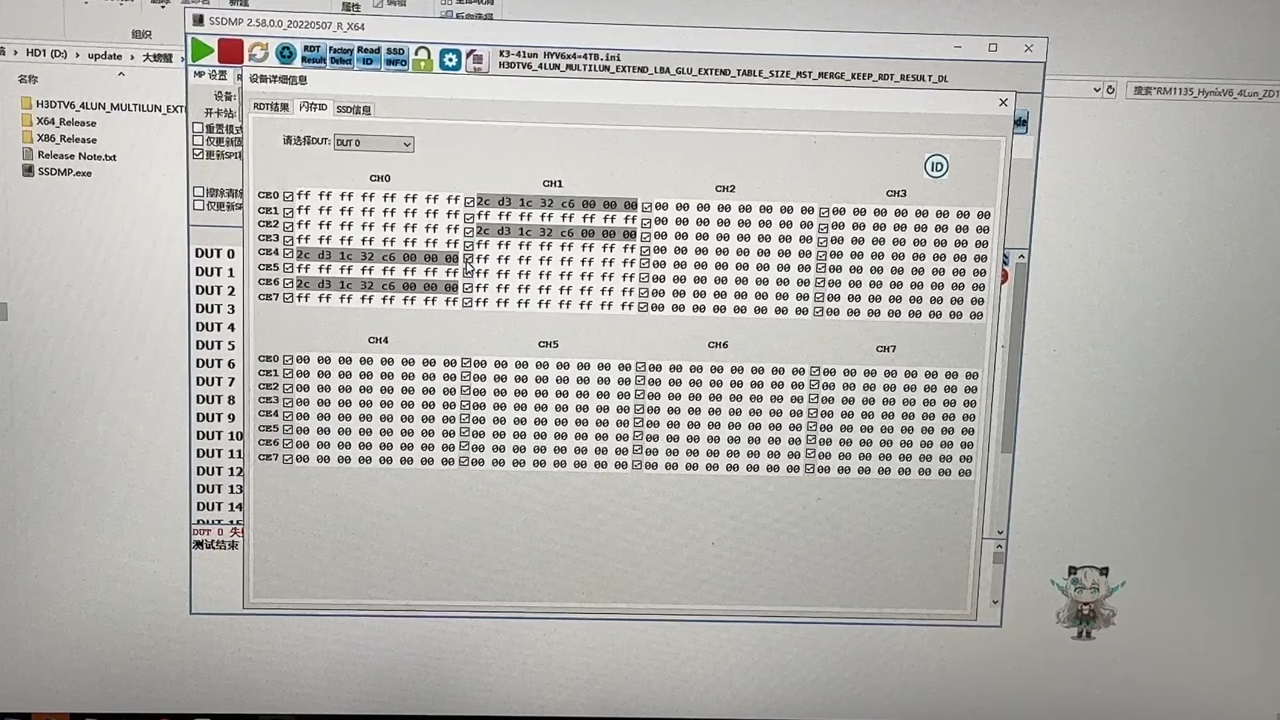 组织
属性
SSDMP 2.58.0.0_20220507_R_X64
HD1 (D:) › update › 大螃蟹
名称
H3DTV6_4LUN_MULTILUN_EXTI
X64_Release
X86_Release
Release Note.txt
SSDMP.exe
RDT Result
Factory Defect
Read ID
SSD INFO
K3-4lun HYV6x4-4TB.ini
H3DTV6_4LUN_MULTILUN_EXTEND_LBA_GLU_EXTEND_TABLE_SIZE_MST_MERGE_KEEP_RDT_RESULT_DL
搜索"RM1135_HynixV6_4Lun_ZD1
MP 设置
设备:
开卡站:
重置模式
仅更新
更新SPI
擦除清除
设备详细信息
RDT结果 闪存ID SSD信息
请选择DUT: DUT 0
ID
CH0 CH1 CH2 CH3
CE0 ff ff ff ff ff ff ff ff 2c d3 1c 32 c6 00 00 00 00 00 00 00 00 00 00 00 00 00 00 00 00 00 00 00
CE1 ff ff ff ff ff ff ff ff ff ff ff ff ff ff ff ff 00 00 00 00 00 00 00 00 00 00 00 00 00 00 00 00
CE2 ff ff ff ff ff ff ff ff 2c d3 1c 32 c6 00 00 00 00 00 00 00 00 00 00 00 00 00 00 00 00 00 00 00
CE3 ff ff ff ff ff ff ff ff ff ff ff ff ff ff ff ff 00 00 00 00 00 00 00 00 00 00 00 00 00 00 00 00
CE4 2c d3 1c 32 c6 00 00 00 ff ff ff ff ff ff ff ff 00 00 00 00 00 00 00 00 00 00 00 00 00 00 00 00
CE5 ff ff ff ff ff ff ff ff ff ff ff ff ff ff ff ff 00 00 00 00 00 00 00 00 00 00 00 00 00 00 00 00
CE6 2c d3 1c 32 c6 00 00 00 ff ff ff ff ff ff ff ff 00 00 00 00 00 00 00 00 00 00 00 00 00 00 00 00
CE7 ff ff ff ff ff ff ff ff ff ff ff ff ff ff ff ff 00 00 00 00 00 00 00 00 00 00 00 00 00 00 00 00
CH4 CH5 CH6 CH7
CE0 00 00 00 00 00 00 00 00 00 00 00 00 00 00 00 00 00 00 00 00 00 00 00 00 00 00 00 00 00 00 00 00
CE1 00 00 00 00 00 00 00 00 00 00 00 00 00 00 00 00 00 00 00 00 00 00 00 00 00 00 00 00 00 00 00 00
CE2 00 00 00 00 00 00 00 00 00 00 00 00 00 00 00 00 00 00 00 00 00 00 00 00 00 00 00 00 00 00 00 00
CE3 00 00 00 00 00 00 00 00 00 00 00 00 00 00 00 00 00 00 00 00 00 00 00 00 00 00 00 00 00 00 00 00
CE4 00 00 00 00 00 00 00 00 00 00 00 00 00 00 00 00 00 00 00 00 00 00 00 00 00 00 00 00 00 00 00 00
CE5 00 00 00 00 00 00 00 00 00 00 00 00 00 00 00 00 00 00 00 00 00 00 00 00 00 00 00 00 00 00 00 00
CE6 00 00 00 00 00 00 00 00 00 00 00 00 00 00 00 00 00 00 00 00 00 00 00 00 00 00 00 00 00 00 00 00
CE7 00 00 00 00 00 00 00 00 00 00 00 00 00 00 00 00 00 00 00 00 00 00 00 00 00 00 00 00 00 00 00 00
DUT 0
DUT 1
DUT 2
DUT 3
DUT 4
DUT 5
DUT 6
DUT 7
DUT 8
DUT 9
DUT 10
DUT 11
DUT 12
DUT 13
DUT 14
DUT 0 失
测试结束